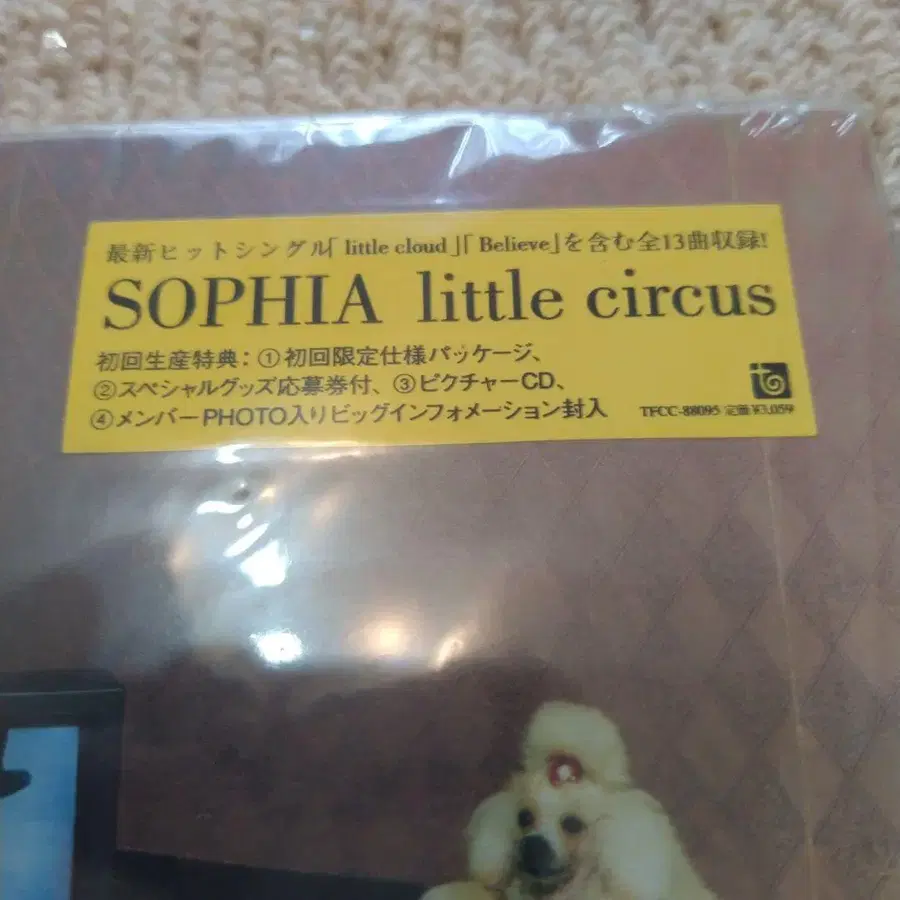 最新ヒットシングル「little cloud」「Believe」を含む全13曲収録!
SOPHIA little circus
初回生産特典:①初回限定仕様パッケージ、
②スペシャルグッズ応募券付、③ピクチャーCD、
④メンバーPHOTO入りビッグインフォメーション封入
TFCC-88095 定価 ¥3,059